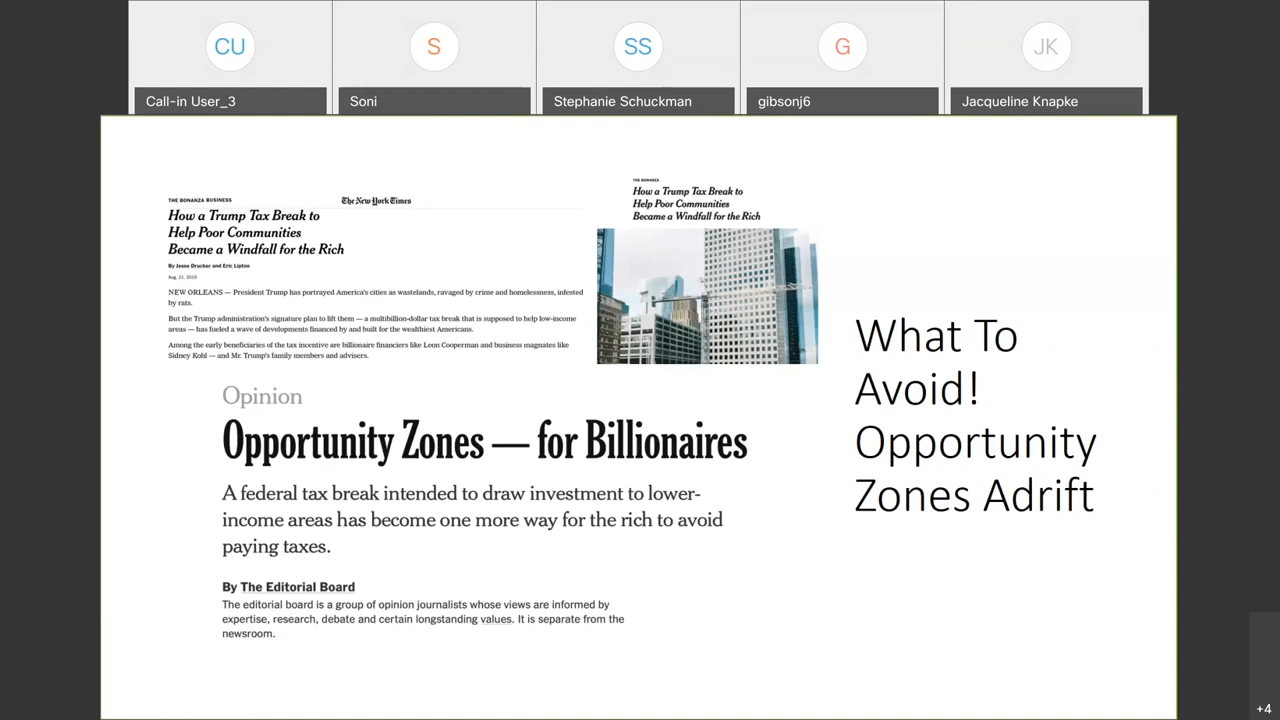 CU
S
SS
G
JK
Call-in User_3
Soni
Stephanie Schuckman
gibsonj6
Jacqueline Knapke
THE BONANZA BUSINESS
The New York Times
How a Trump Tax Break to
Help Poor Communities
Became a Windfall for the Rich
By Jesse Drucker and Eric Lipton
Aug. 31, 2019
NEW ORLEANS — President Trump has portrayed America's cities as wastelands, ravaged by crime and homelessness, infested
by rats.
But the Trump administration's signature plan to lift them — a multibillion-dollar tax break that is supposed to help low-income
areas — has fueled a wave of developments financed by and built for the wealthiest Americans.
Among the early beneficiaries of the tax incentive are billionaire financiers like Leon Cooperman and business magnates like
Sidney Kohl — and Mr. Trump's family members and advisers.
THE BONANZA
How a Trump Tax Break to
Help Poor Communities
Became a Windfall for the Rich
Opinion
Opportunity Zones — for Billionaires
A federal tax break intended to draw investment to lower-
income areas has become one more way for the rich to avoid
paying taxes.
By The Editorial Board
The editorial board is a group of opinion journalists whose views are informed by
expertise, research, debate and certain longstanding values. It is separate from the
newsroom.
What To
Avoid!
Opportunity
Zones Adrift
+4